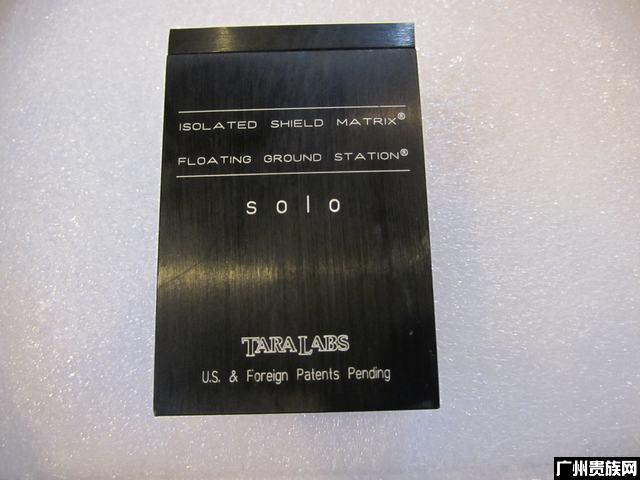 ISOLATED SHIELD MATRIX®
FLOATING GROUND STATION®
solo
TARA LABS
U.S. & Foreign Patents Pending
广州贵族网